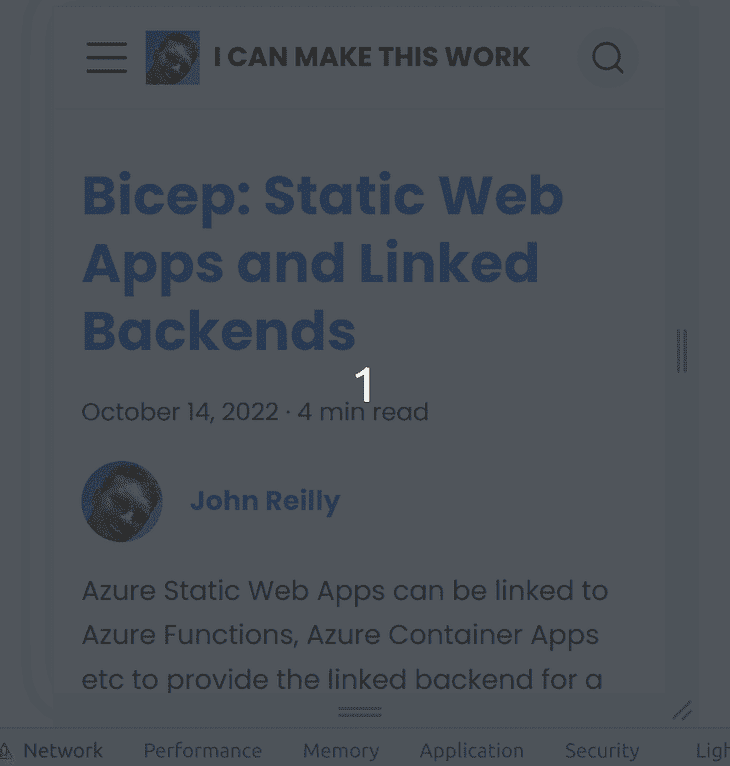 I CAN MAKE THIS WORK
Bicep: Static Web
Apps and Linked
Backends
1
October 14, 2022 · 4 min read
John Reilly
Azure Static Web Apps can be linked to
Azure Functions, Azure Container Apps
etc to provide the linked backend for a
Network Performance Memory Application Security